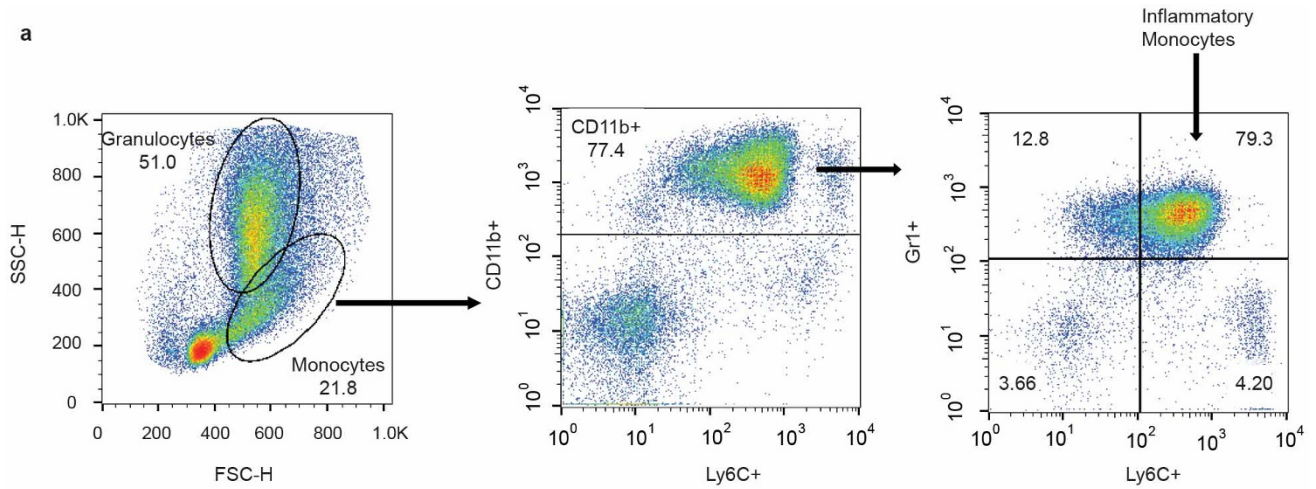 a
Inflammatory
Monocytes
1.0K
800
600
400
200
0
SSC-H
Granulocytes
51.0
Monocytes
21.8
0 200 400 600 800 1.0K
FSC-H
10^4
10^3
10^2
10^1
10^0
CD11b+
CD11b+
77.4
10^0 10^1 10^2 10^3 10^4
Ly6C+
10^4
10^3
10^2
10^1
10^0
Gr1+
12.8 79.3
3.66 4.20
10^0 10^1 10^2 10^3 10^4
Ly6C+